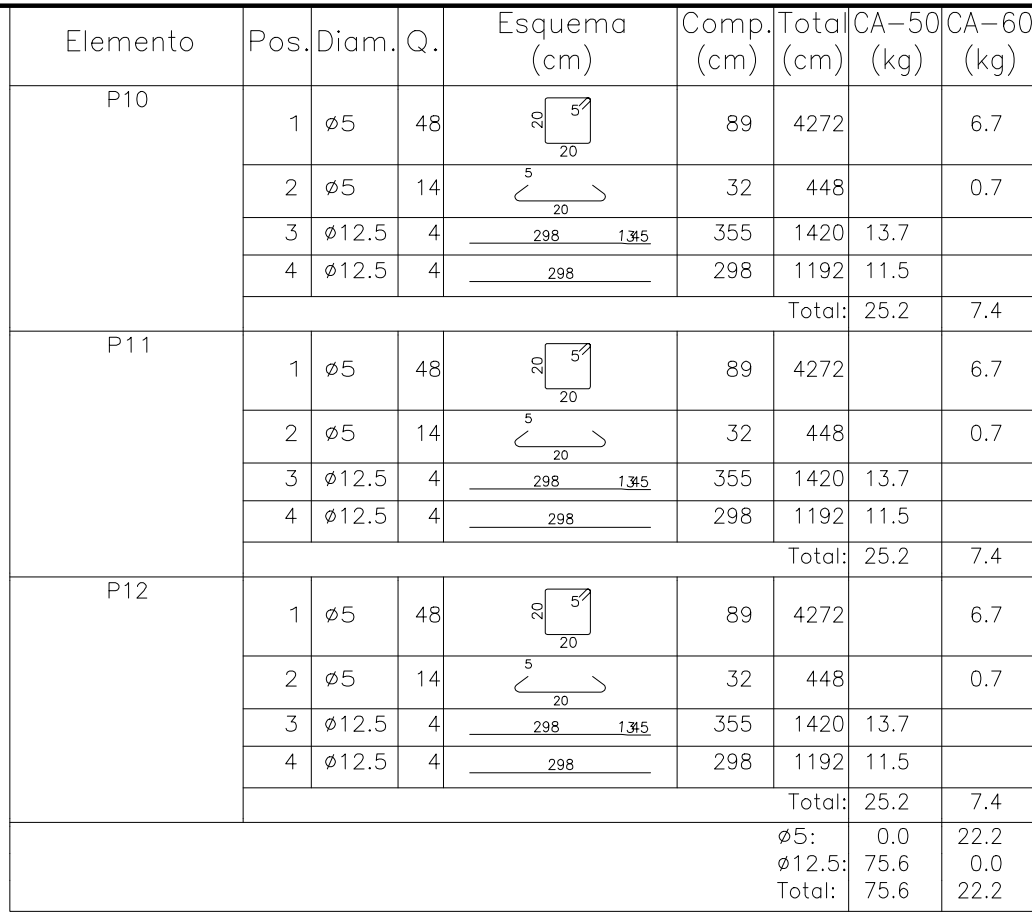 Elemento Pos. Diam. Q. Esquema (cm) Comp. (cm) Total (cm) CA-50 (kg) CA-60 (kg)
P10
1 ø5 48 20 5 20 89 4272 6.7
2 ø5 14 5 20 32 448 0.7
3 ø12.5 4 298 355 1420 13.7
4 ø12.5 4 298 298 1192 11.5
Total: 25.2 7.4
P11
1 ø5 48 20 5 20 89 4272 6.7
2 ø5 14 5 20 32 448 0.7
3 ø12.5 4 298 355 1420 13.7
4 ø12.5 4 298 298 1192 11.5
Total: 25.2 7.4
P12
1 ø5 48 20 5 20 89 4272 6.7
2 ø5 14 5 20 32 448 0.7
3 ø12.5 4 298 355 1420 13.7
4 ø12.5 4 298 298 1192 11.5
Total: 25.2 7.4
ø5: 0.0 22.2
ø12.5: 75.6 0.0
Total: 75.6 22.2